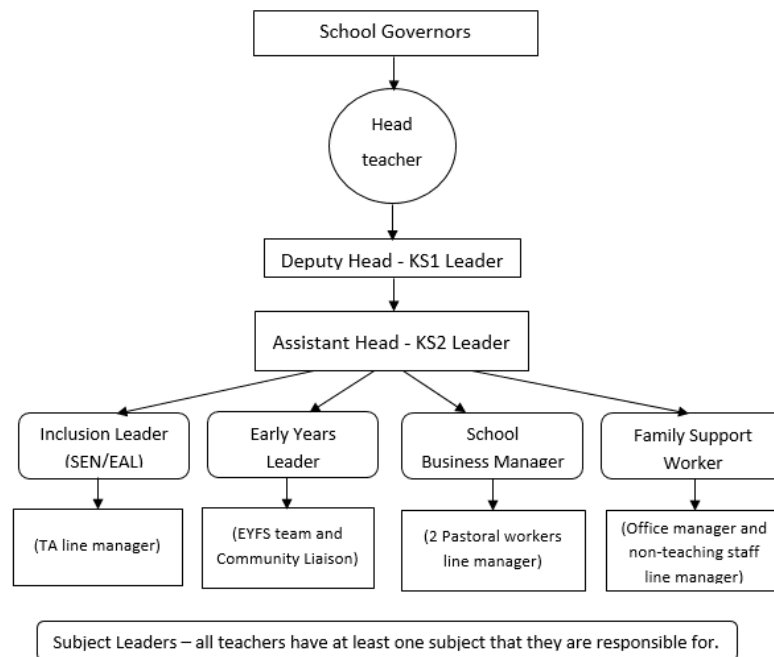 School Governors
Head
teacher
Deputy Head - KS1 Leader
Assistant Head - KS2 Leader
Inclusion Leader
(SEN/EAL)
Early Years
Leader
School
Business Manager
Family Support
Worker
(TA line manager)
(EYFS team and
Community Liaison)
(2 Pastoral workers
line manager)
(Office manager and
non-teaching staff
line manager)
Subject Leaders – all teachers have at least one subject that they are responsible for.